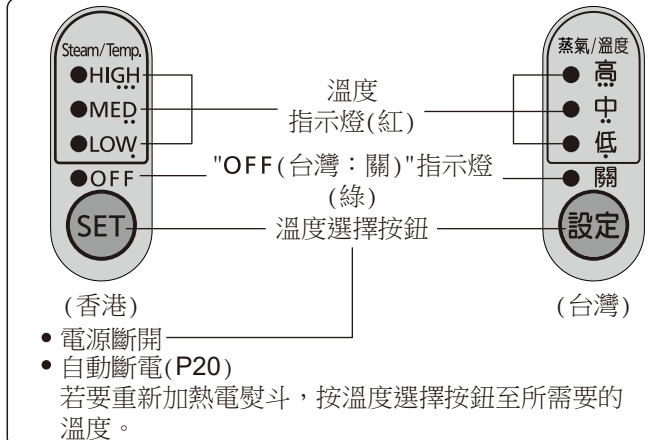 Steam/Temp.
HIGH
MED
LOW
OFF
SET
(香港)
溫度
指示燈(紅)
"OFF(台灣：關)"指示燈
(綠)
溫度選擇按鈕
蒸氣/溫度
高
中
低
關
設定
(台灣)
• 電源斷開
• 自動斷電(P20)
若要重新加熱電熨斗，按溫度選擇按鈕至所需要的
溫度。